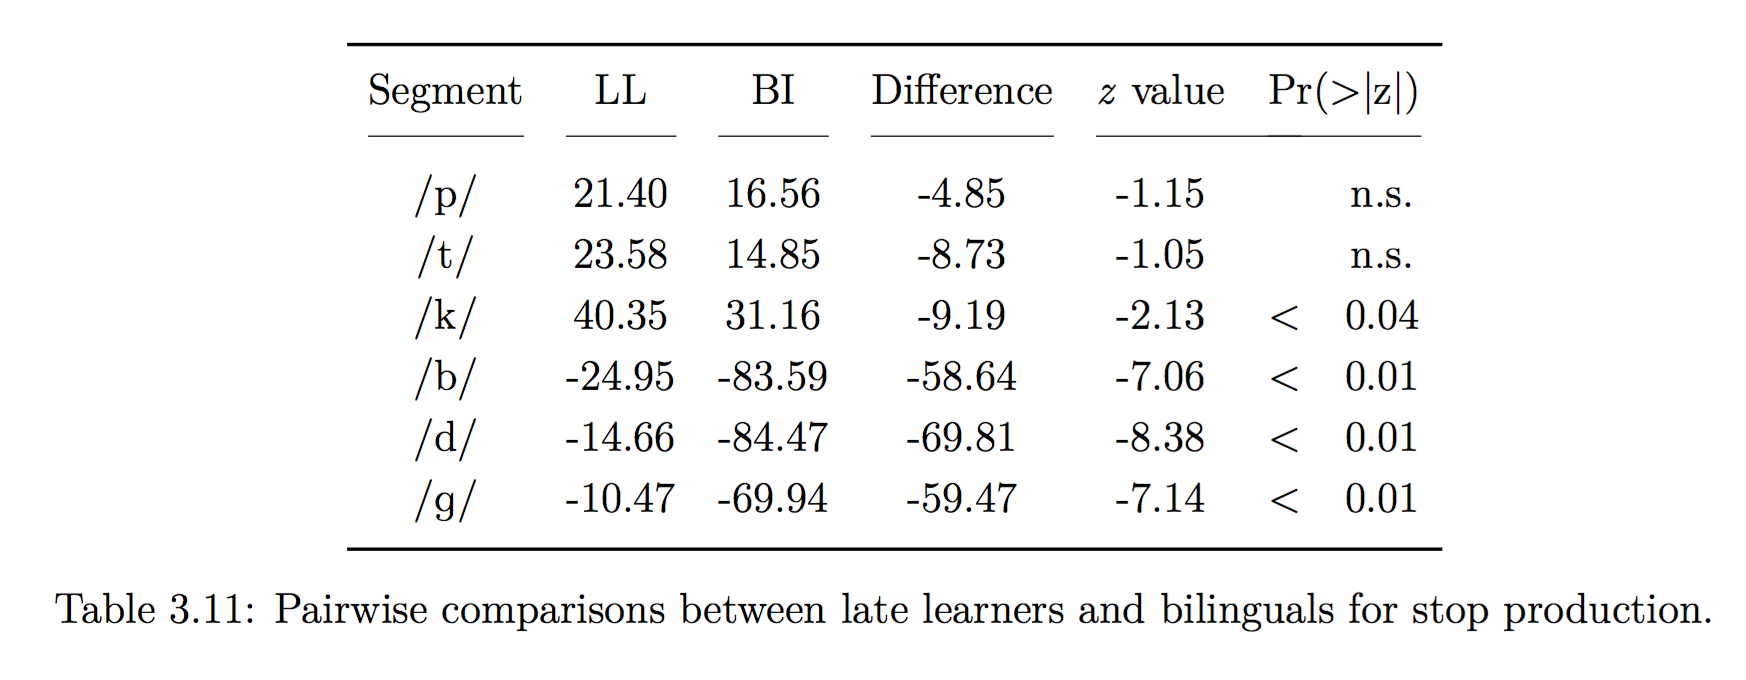 Segment LL BI Difference z value Pr(>|z|)
/p/ 21.40 16.56 -4.85 -1.15 n.s.
/t/ 23.58 14.85 -8.73 -1.05 n.s.
/k/ 40.35 31.16 -9.19 -2.13 < 0.04
/b/ -24.95 -83.59 -58.64 -7.06 < 0.01
/d/ -14.66 -84.47 -69.81 -8.38 < 0.01
/g/ -10.47 -69.94 -59.47 -7.14 < 0.01
Table 3.11: Pairwise comparisons between late learners and bilinguals for stop production.